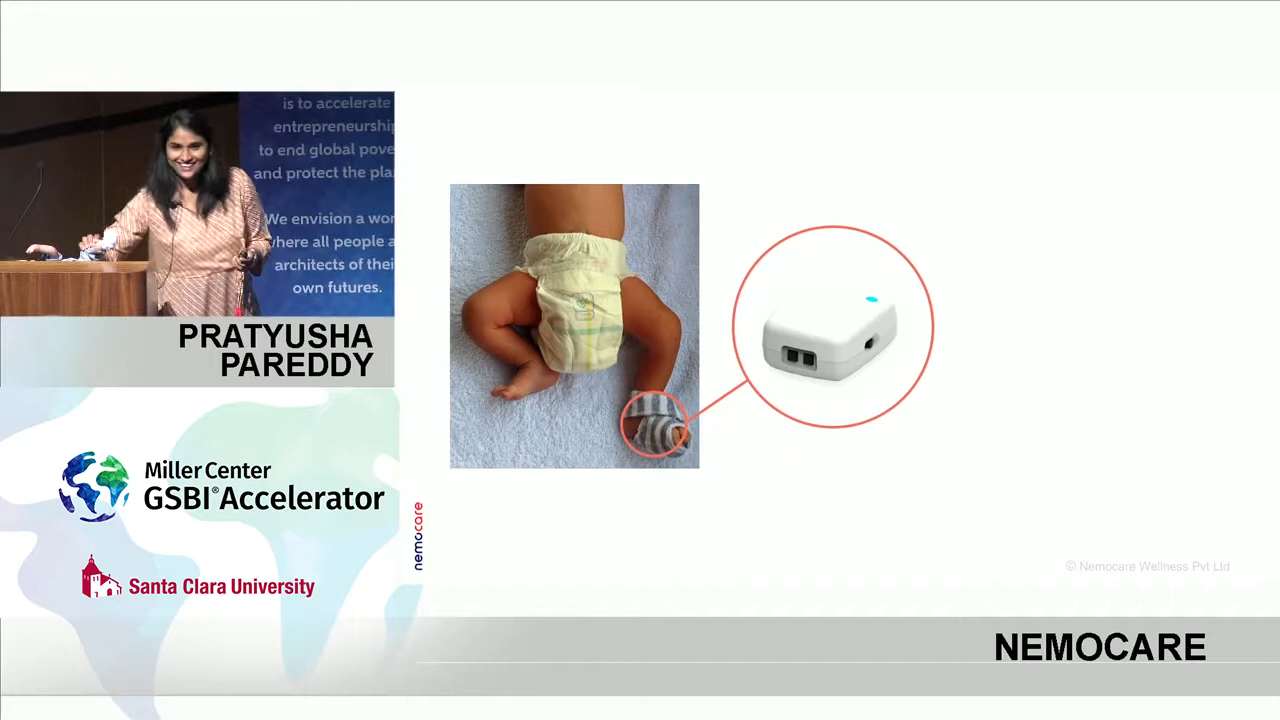 is to accelerate
entrepreneurship
to end global pove
and protect the pla
We envision a wor
where all people a
architects of thei
own futures.
PRATYUSHA
PAREDDY
Miller Center
GSBI® Accelerator
Santa Clara University
nemocare
© Nemocare Wellness Pvt Ltd
NEMOCARE